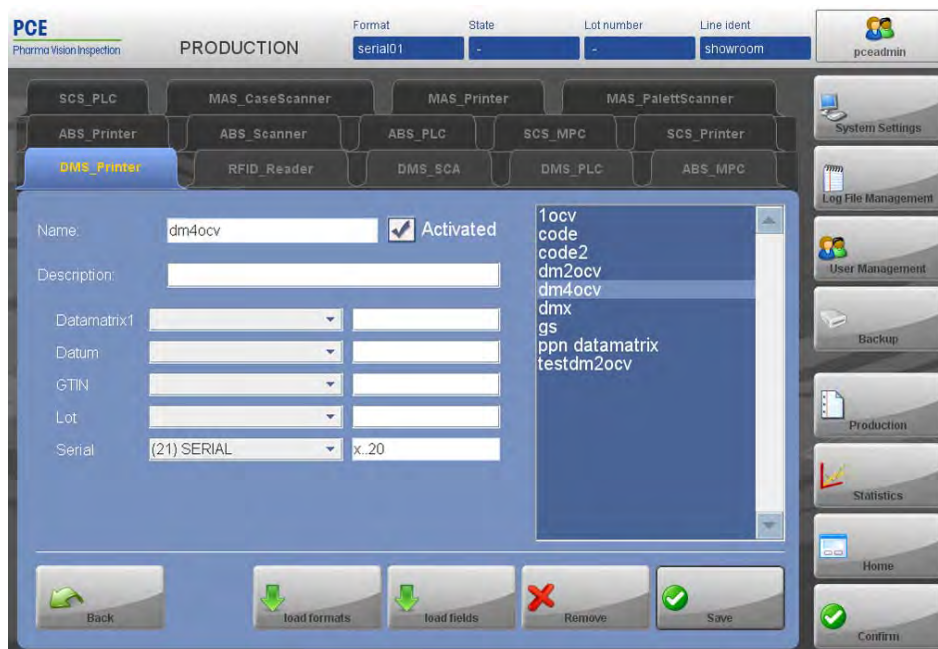 PCE
Pharma Vision Inspection
PRODUCTION
Format State Lot number Line ident
serial01 - - showroom
pceadmin
SCS_PLC MAS_CaseScanner MAS_Printer MAS_PalettScanner
ABS_Printer ABS_Scanner ABS_PLC SCS_MPC SCS_Printer
DMS_Printer RFID_Reader DMS_SCA DMS_PLC ABS_MPC
Name: dm4ocv Activated
Description:
Datamatrix1
Datum
GTIN
Lot
Serial (21) SERIAL x..20
1ocv
code
code2
dm2ocv
dm4ocv
dmx
gs
ppn datamatrix
testdm2ocv
Back load formats load fields Remove Save
System Settings
Log File Management
User Management
Backup
Production
Statistics
Home
Confirm